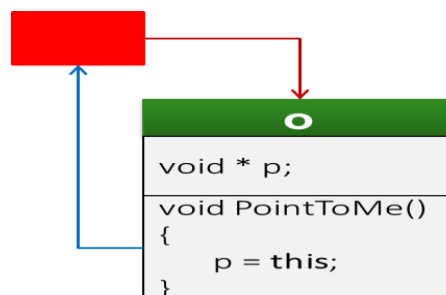 O
void * p;
void PointToMe()
{
p = this;
}